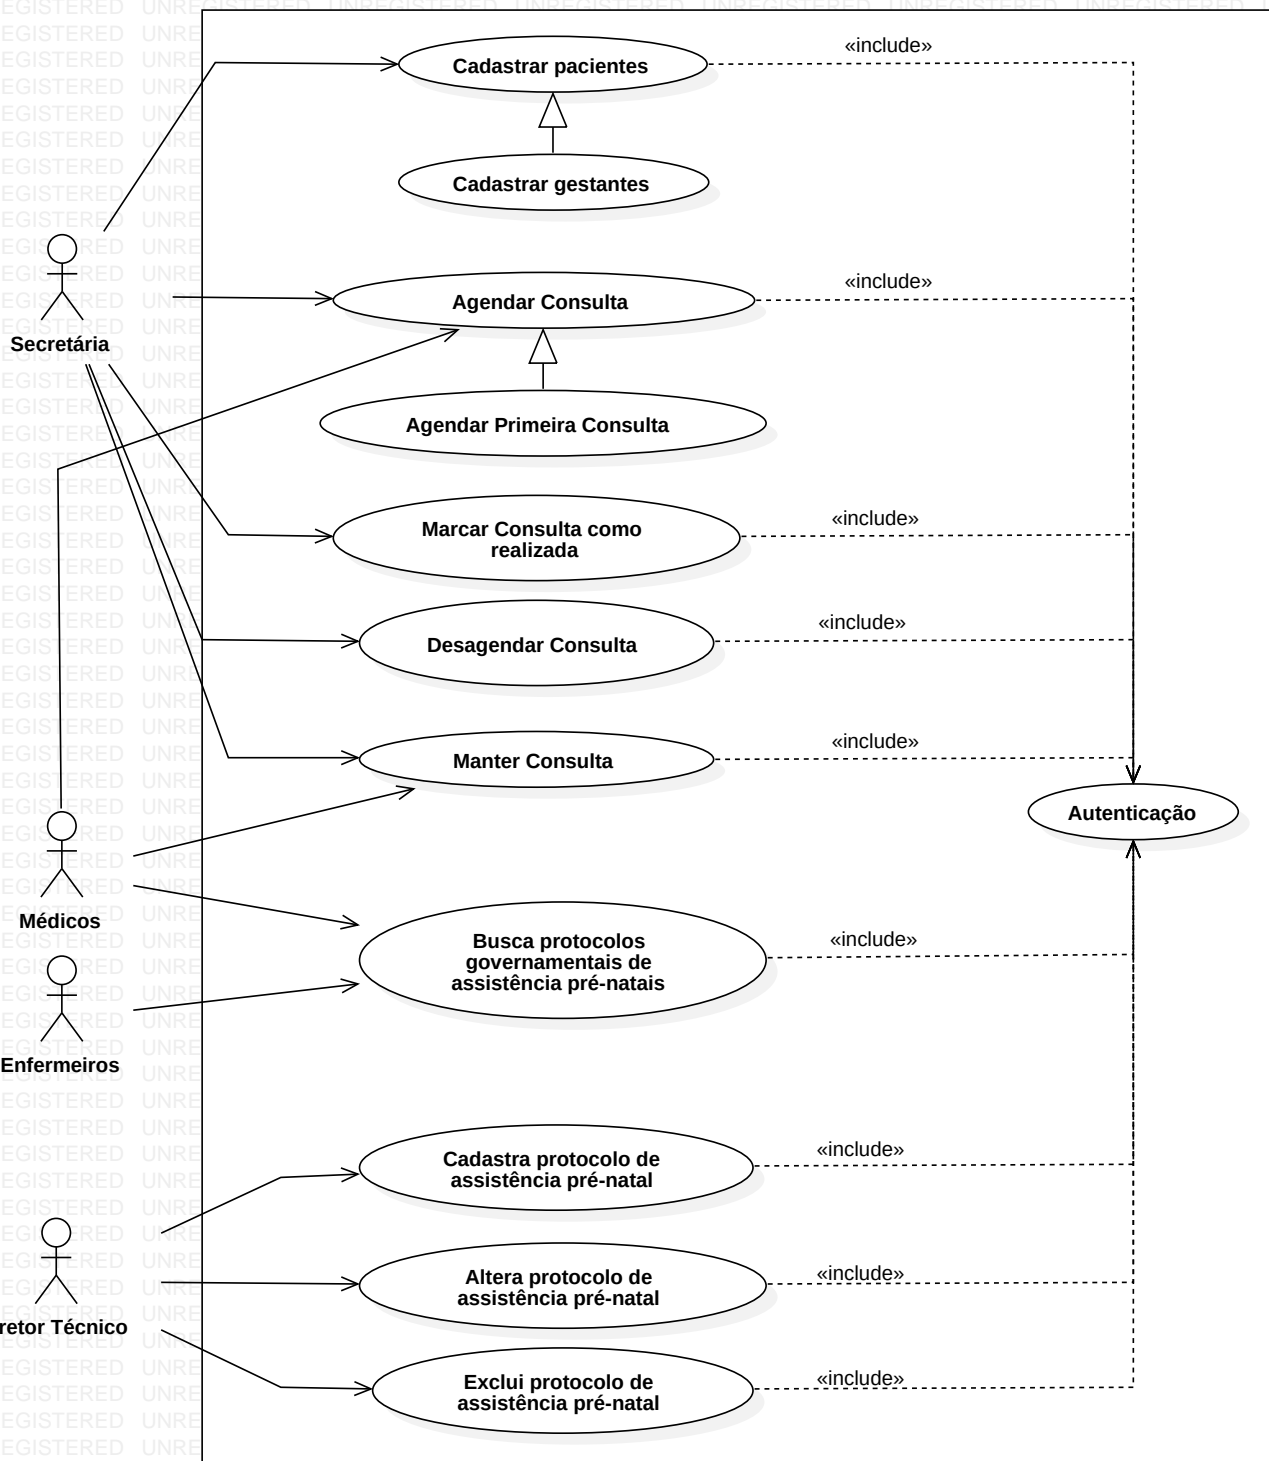 Cadastrar pacientes
«include»
Cadastrar gestantes
Secretária
Agendar Consulta
«include»
Agendar Primeira Consulta
Marcar Consulta como
realizada
«include»
Desagendar Consulta
«include»
Manter Consulta
«include»
Autenticação
Médicos
Busca protocolos
governamentais de
assistência pré-natais
«include»
Enfermeiros
Cadastra protocolo de
assistência pré-natal
«include»
retor Técnico
Altera protocolo de
assistência pré-natal
«include»
Exclui protocolo de
assistência pré-natal
«include»